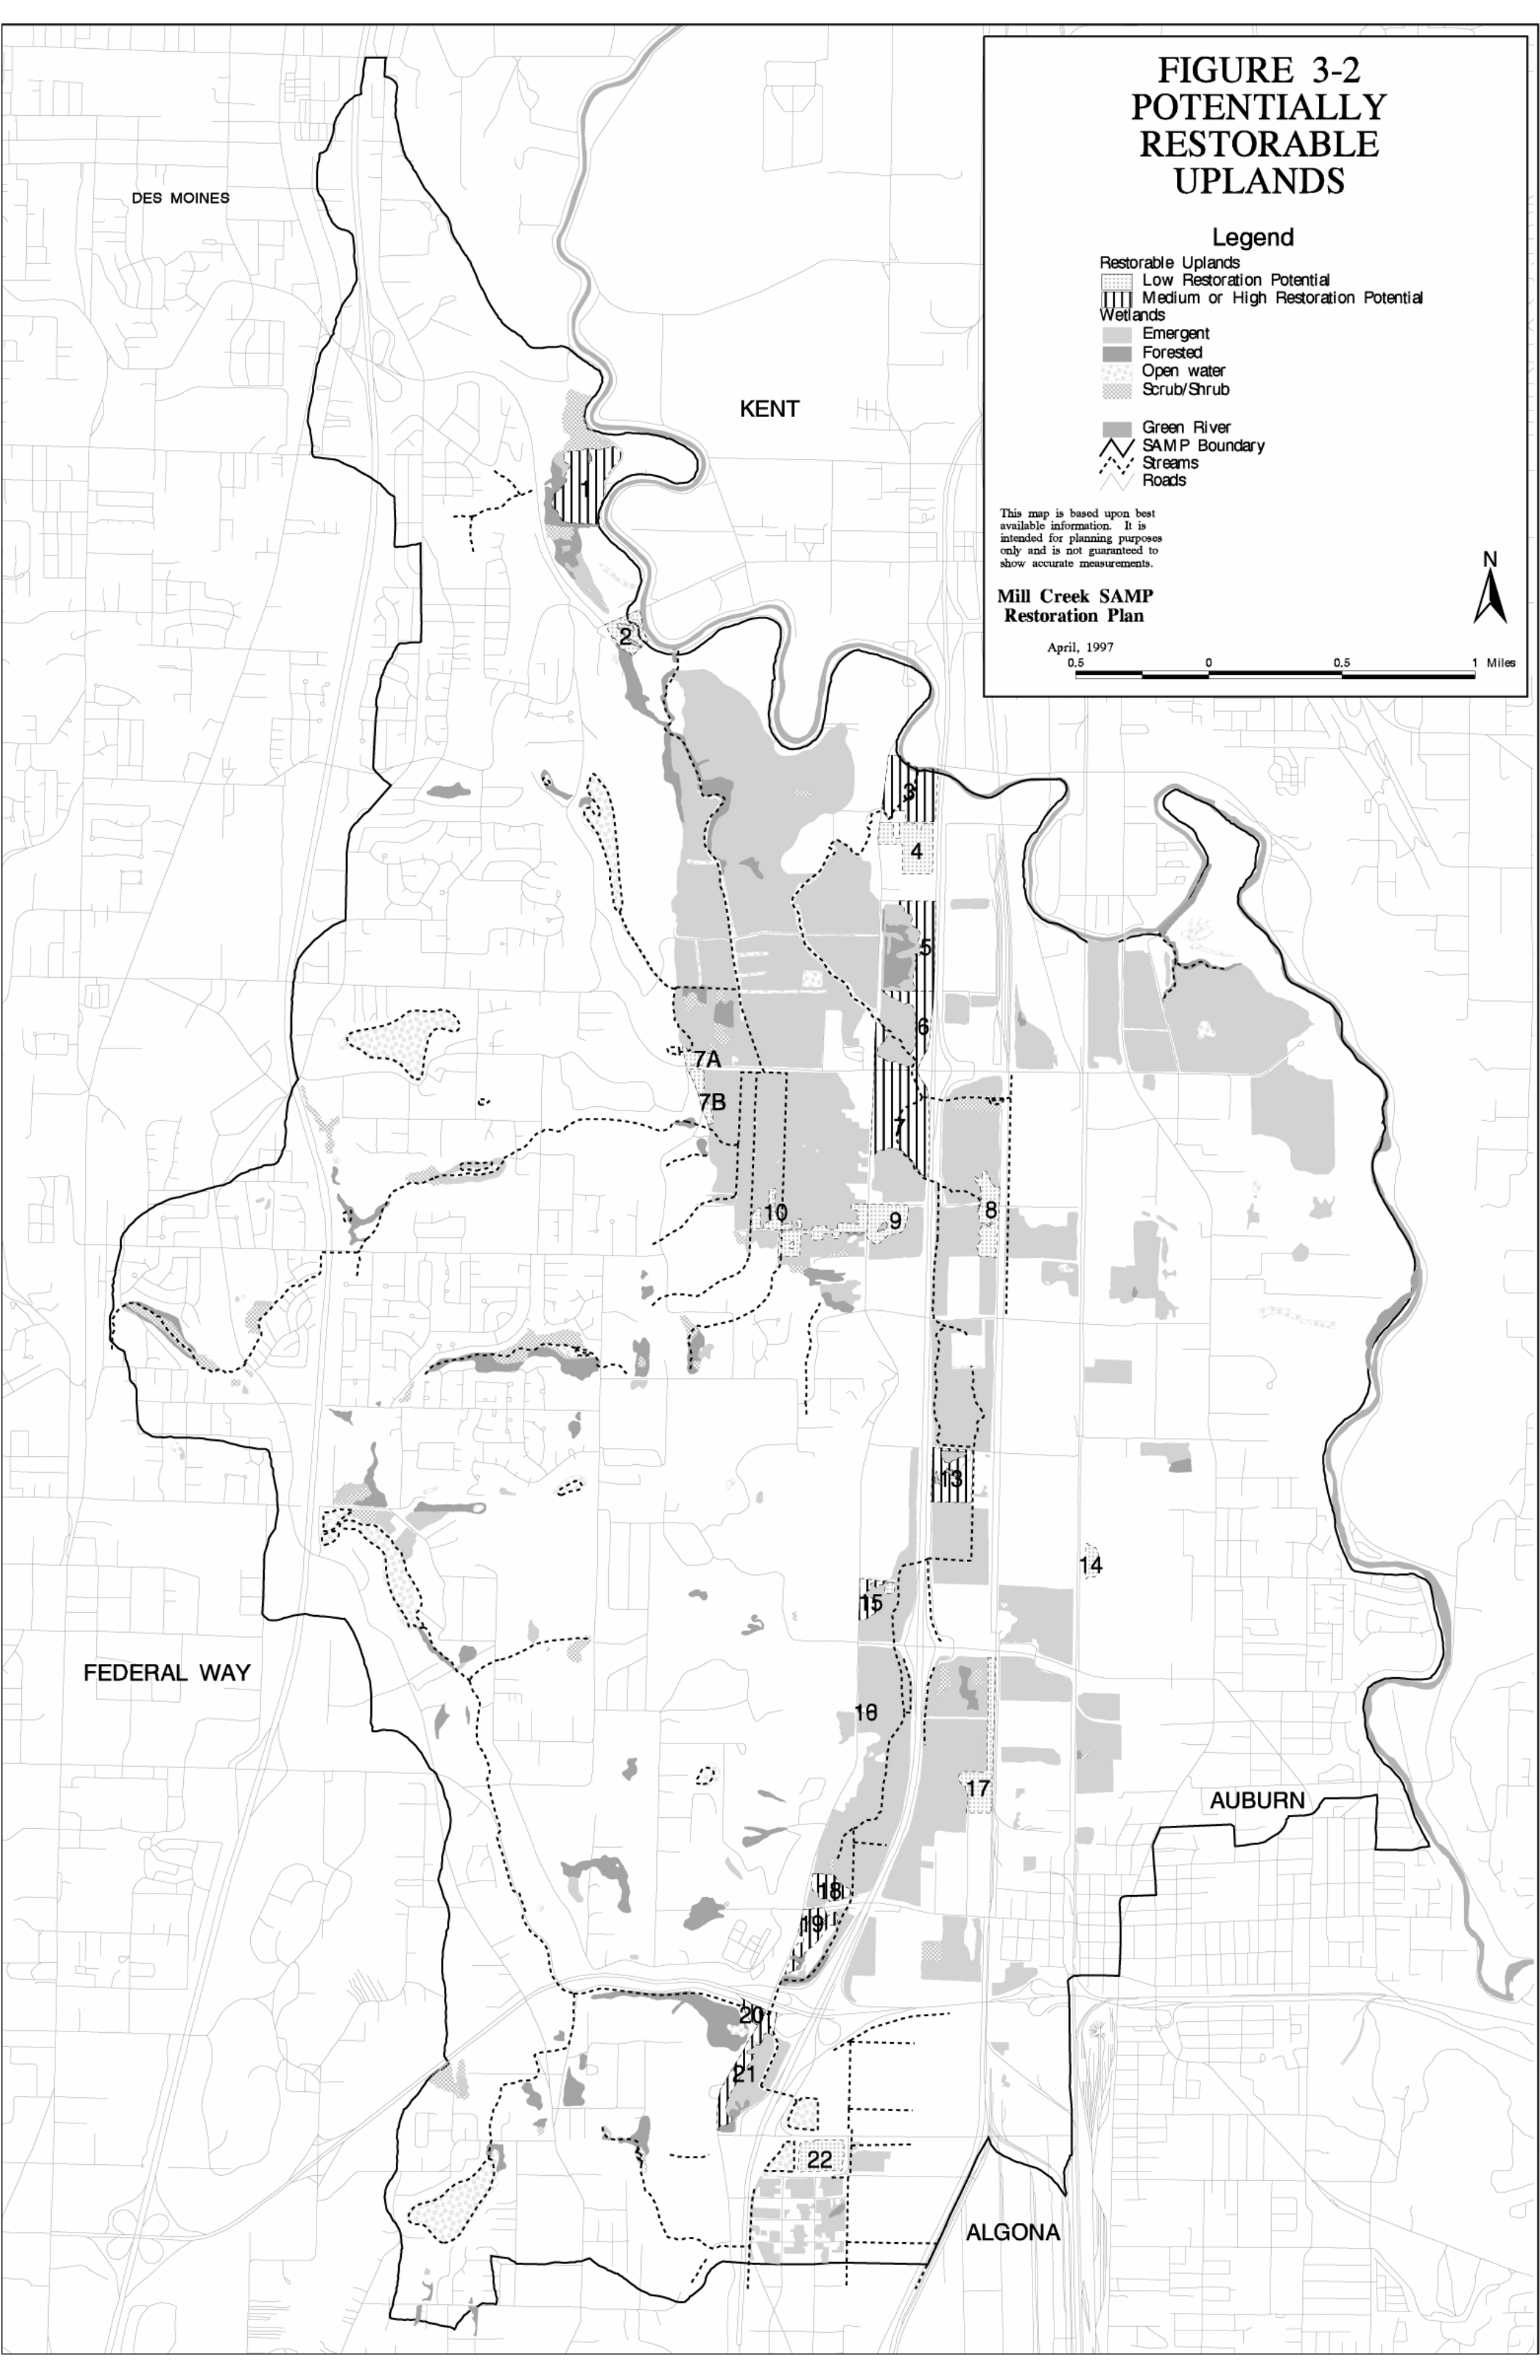 FIGURE 3-2
POTENTIALLY
RESTORABLE
UPLANDS
Legend
Restorable Uplands
Low Restoration Potential
Medium or High Restoration Potential
Wetlands
Emergent
Forested
Open water
Scrub/Shrub
Green River
SAMP Boundary
Streams
Roads
This map is based upon best
available information. It is
intended for planning purposes
only and is not guaranteed to
show accurate measurements.
N
Mill Creek SAMP
Restoration Plan
April, 1997
0.5 0 0.5 1 Miles
DES MOINES
KENT
1
2
3
4
5
6
7A
7B
7
8
10
9
13
14
15
FEDERAL WAY
16
17
AUBURN
18
19
20
21
22
ALGONA